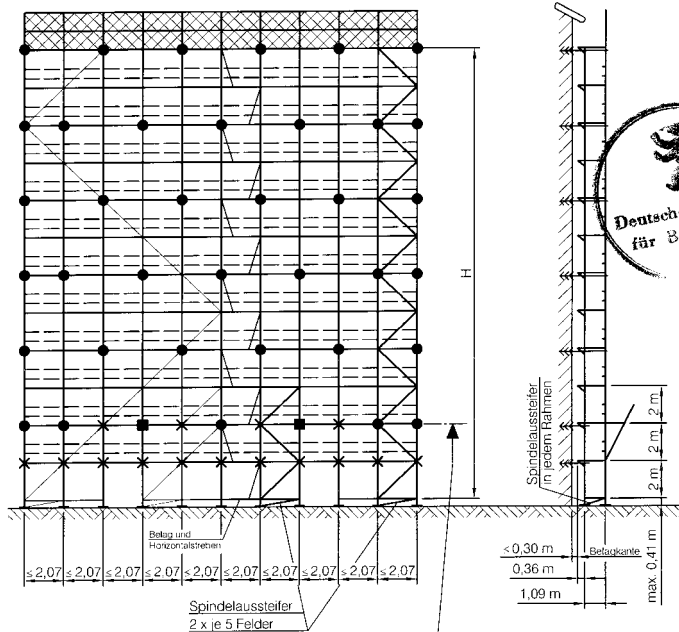 H
Deutsch
für B
Spindelaussteifer
in jedem Rahmen
2 m
2 m
2 m
Belag und
Horizontalstreben
≤2,07 ≤2,07 ≤2,07 ≤2,07 ≤2,07 ≤2,07 ≤2,07 ≤2,07 ≤2,07 ≤2,07
Spindelaussteifer
2 x je 5 Felder
<0,30 m
Belagkante
0,36 m
1,09 m
max. 0,41 m